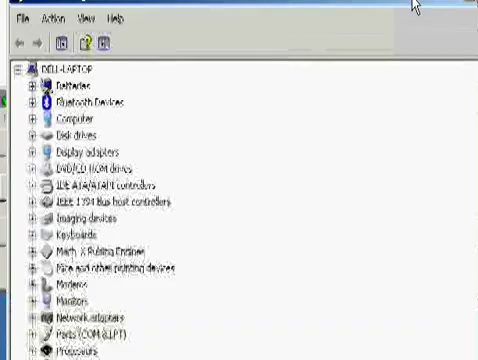 File Action View Help
DELL-LAPTOP
Batteries
Bluetooth Devices
Computer
Disk drives
Display adapters
DVD/CD-ROM drives
IDE ATA/ATAPI controllers
IEEE 1394 Bus host controllers
Imaging devices
Keyboards
Mice and other pointing devices
Modems
Monitors
Network adapters
Ports (COM & LPT)
Processors